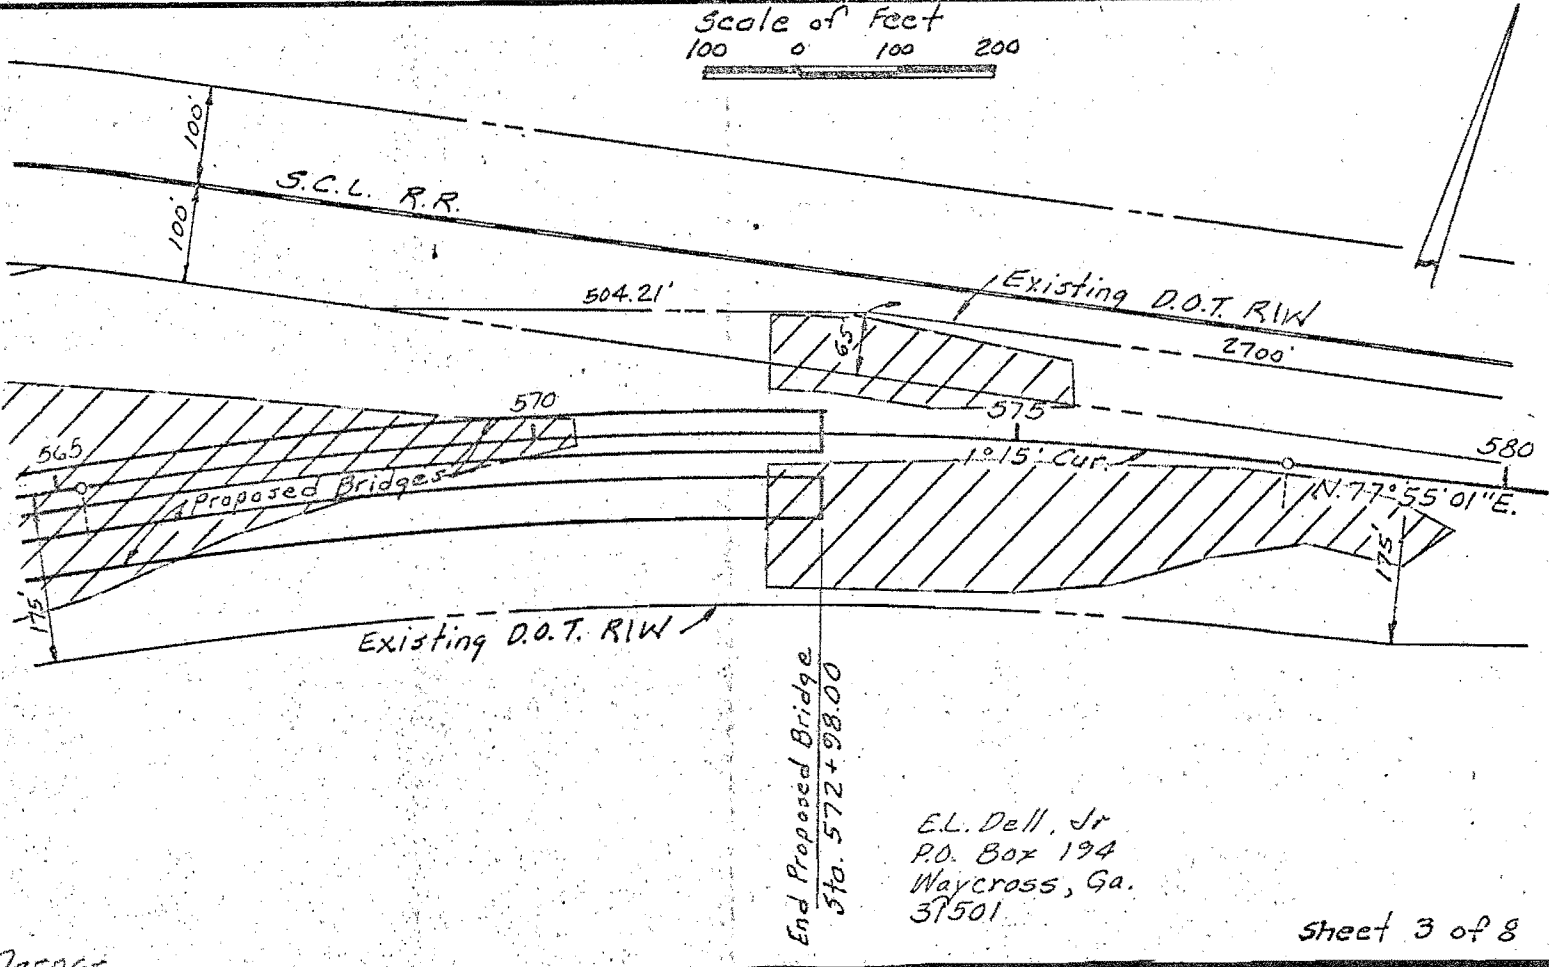 Scale of Feet
100 0 100 200
100'
100'
S.C.L. R.R.
504.21'
Existing D.O.T. R/W
2700'
65'
570
575
580
565
1°15' Cur.
N.77°55'01"E.
Proposed Bridges
175'
175'
Existing D.O.T. R/W
End Proposed Bridge
Sta. 572+98.00
E.L. Dell, Jr
P.O. Box 194
Waycross, Ga.
31501
Sheet 3 of 8